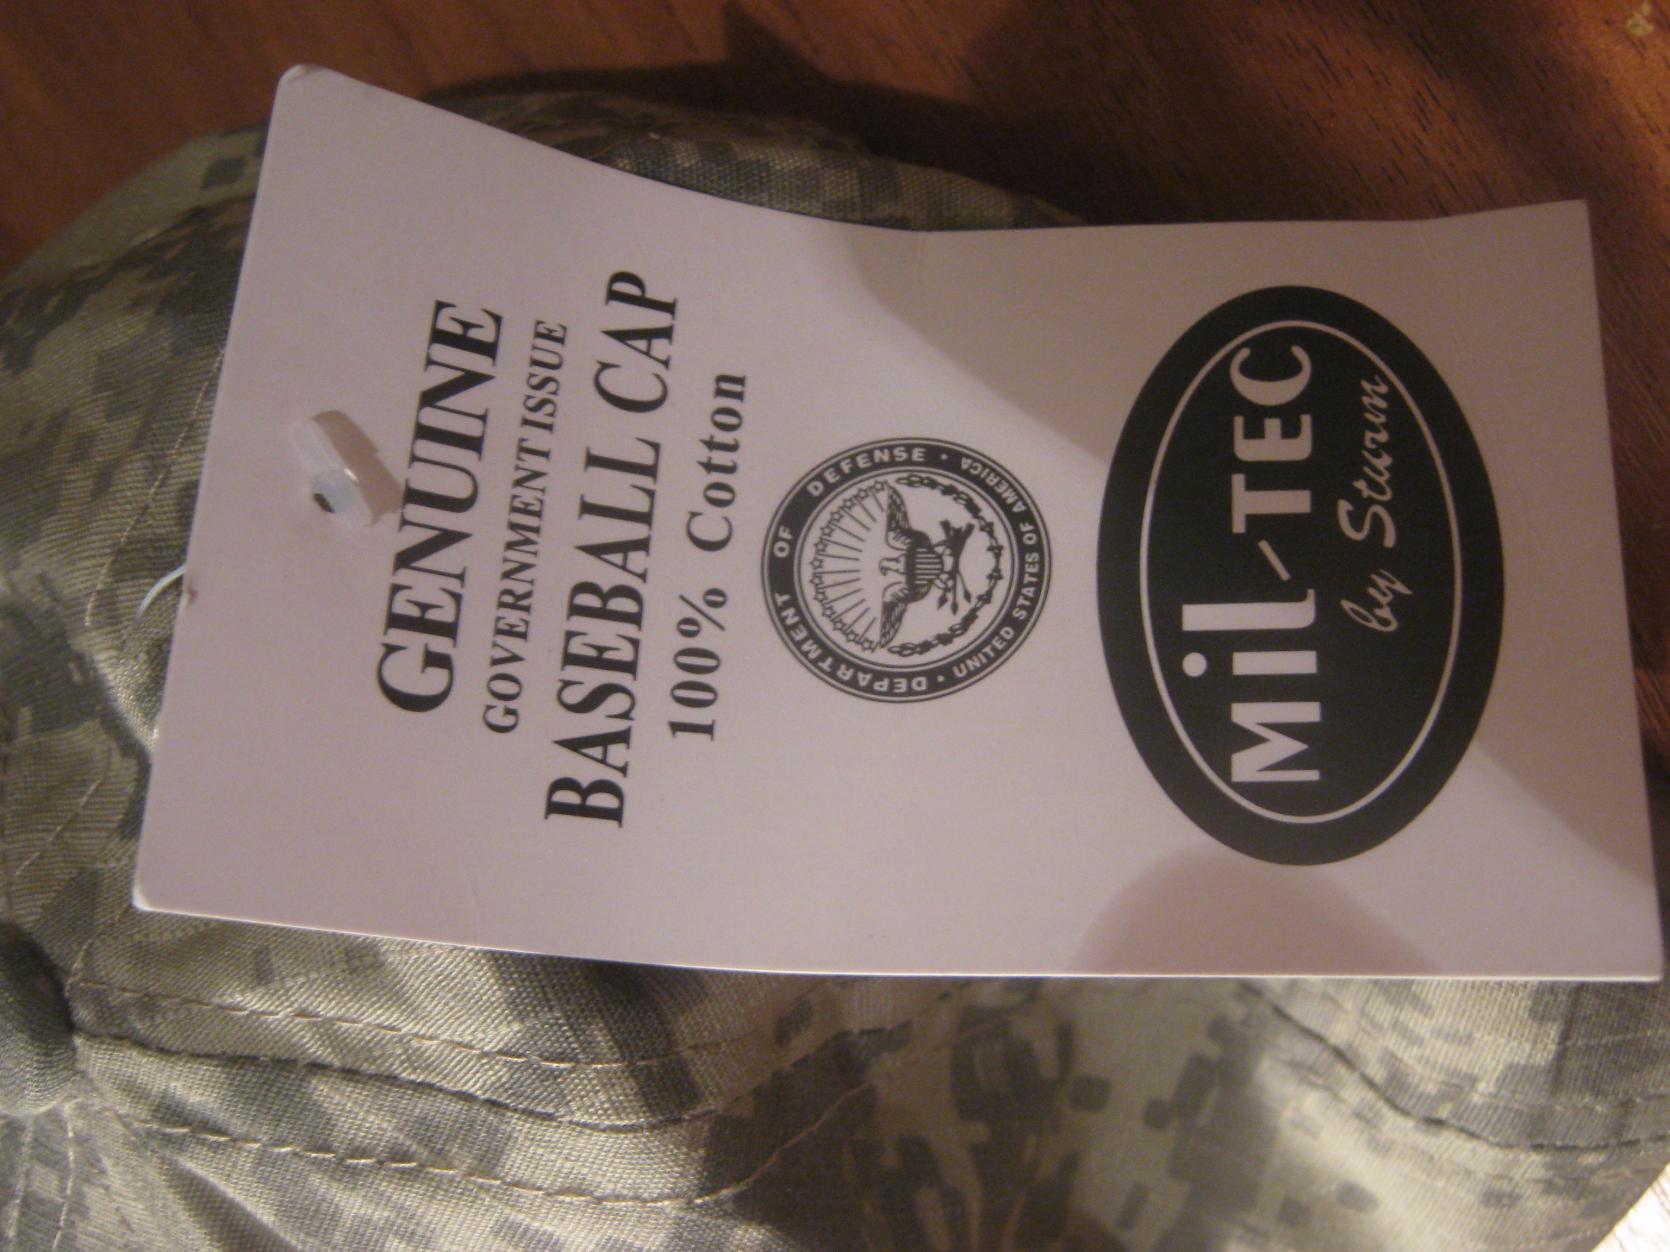 GENUINE
GOVERNMENT ISSUE
BASEBALL CAP
100% Cotton
DEPARTMENT OF DEFENSE
UNITED STATES OF AMERICA
MiL-TEC
by Sturm